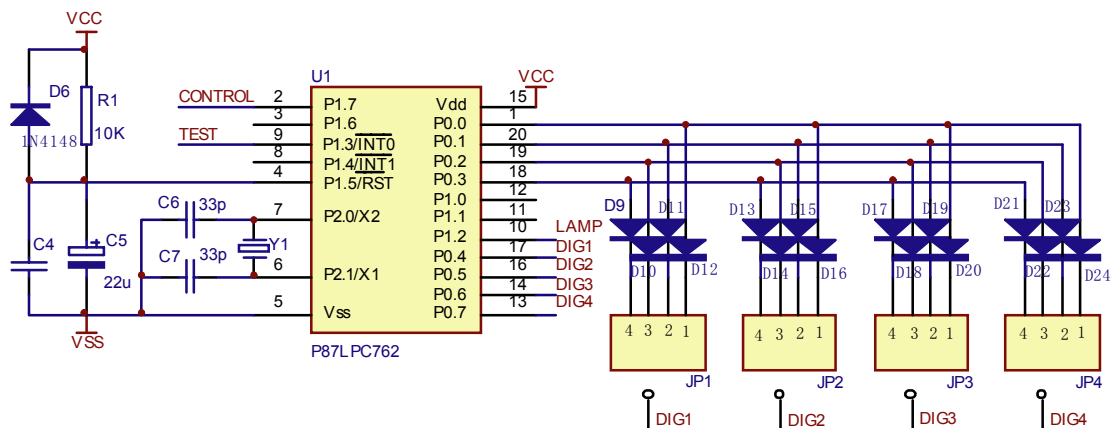 VCC
D6
R1
10K
1N4148
C4
C5
22u
VSS
C6
33p
C7
33p
Y1
U1
CONTROL
TEST
2
3
9
8
4
7
6
5
P1.7
P1.6
P1.3/INT0
P1.4/INT1
P1.5/RST
P2.0/X2
P2.1/X1
Vss
Vdd
P0.0
P0.1
P0.2
P0.3
P1.0
P1.1
P1.2
P0.4
P0.5
P0.6
P0.7
P87LPC762
VCC
15
1
20
19
18
12
11
10
17
16
14
13
LAMP
DIG1
DIG2
DIG3
DIG4
D9
D11
D10
D12
D13
D15
D14
D16
D17
D19
D18
D20
D21
D23
D22
D24
4 3 2 1
4 3 2 1
4 3 2 1
4 3 2 1
JP1
JP2
JP3
JP4
DIG1
DIG2
DIG3
DIG4